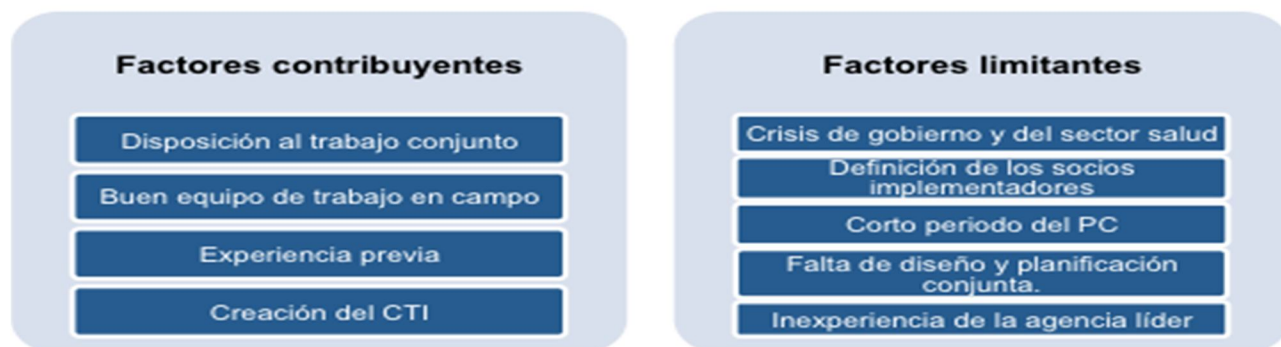 Factores contribuyentes
Disposición al trabajo conjunto
Buen equipo de trabajo en campo
Experiencia previa
Creación del CTI
Factores limitantes
Crisis de gobierno y del sector salud
Definición de los socios
implementadores
Corto periodo del PC
Falta de diseño y planificación
conjunta.
Inexperiencia de la agencia líder